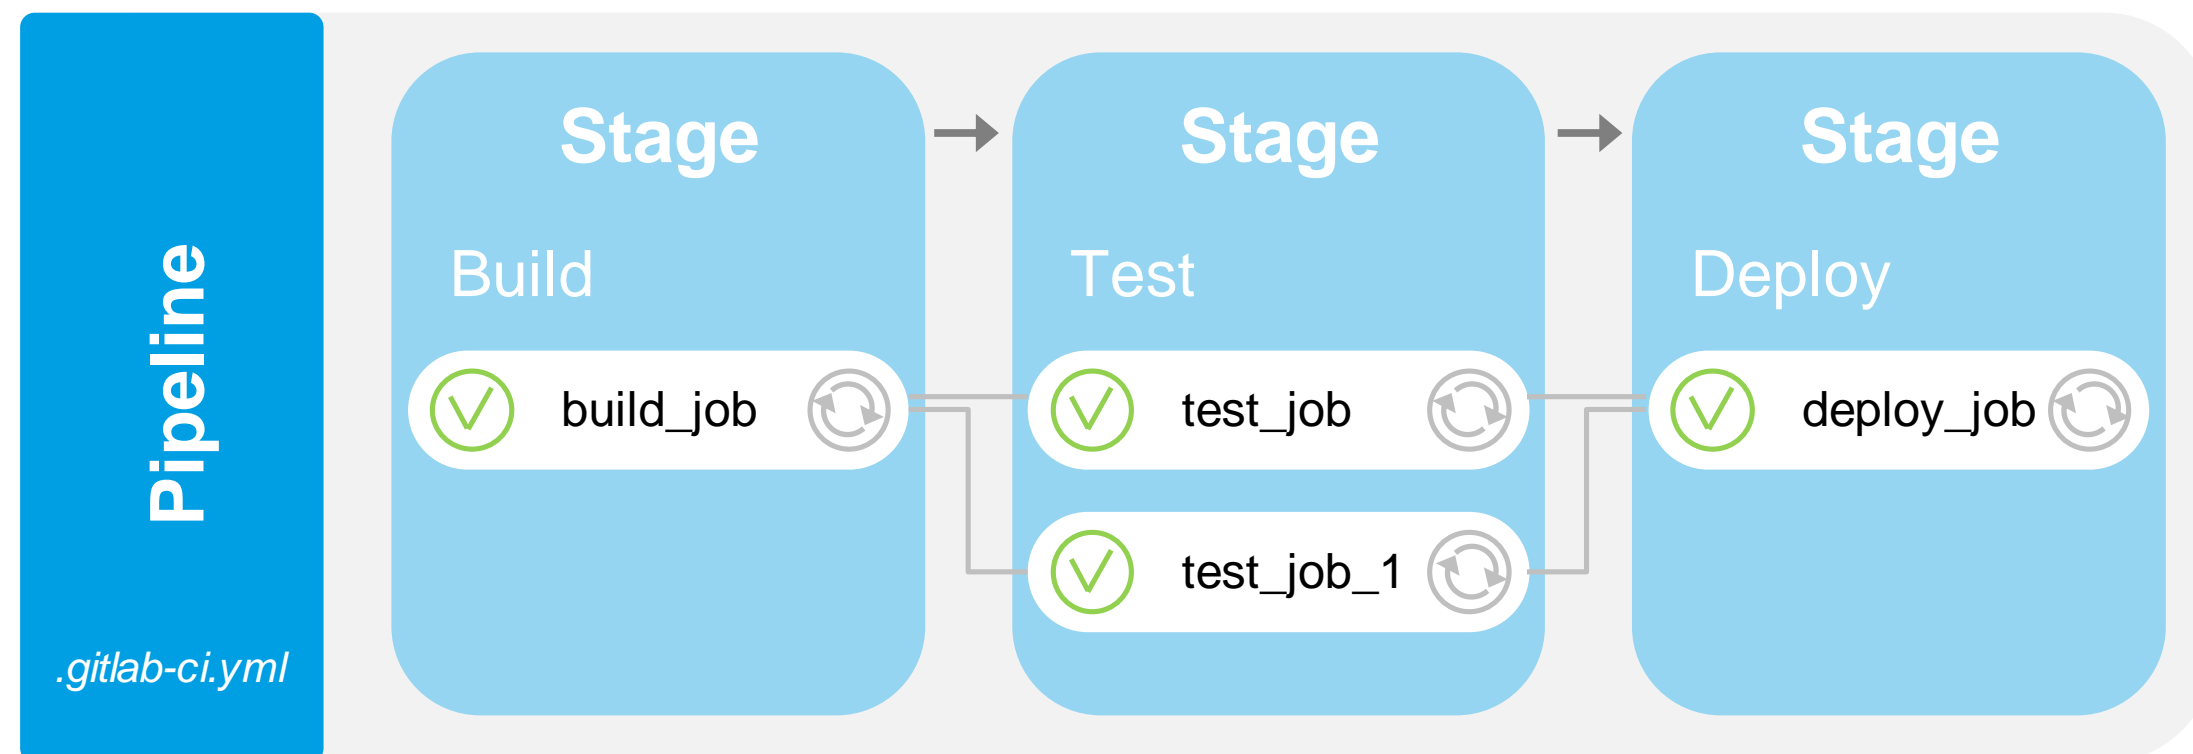 Pipeline
.gitlab-ci.yml
Stage
Build
build_job
Stage
Test
test_job
test_job_1
Stage
Deploy
deploy_job